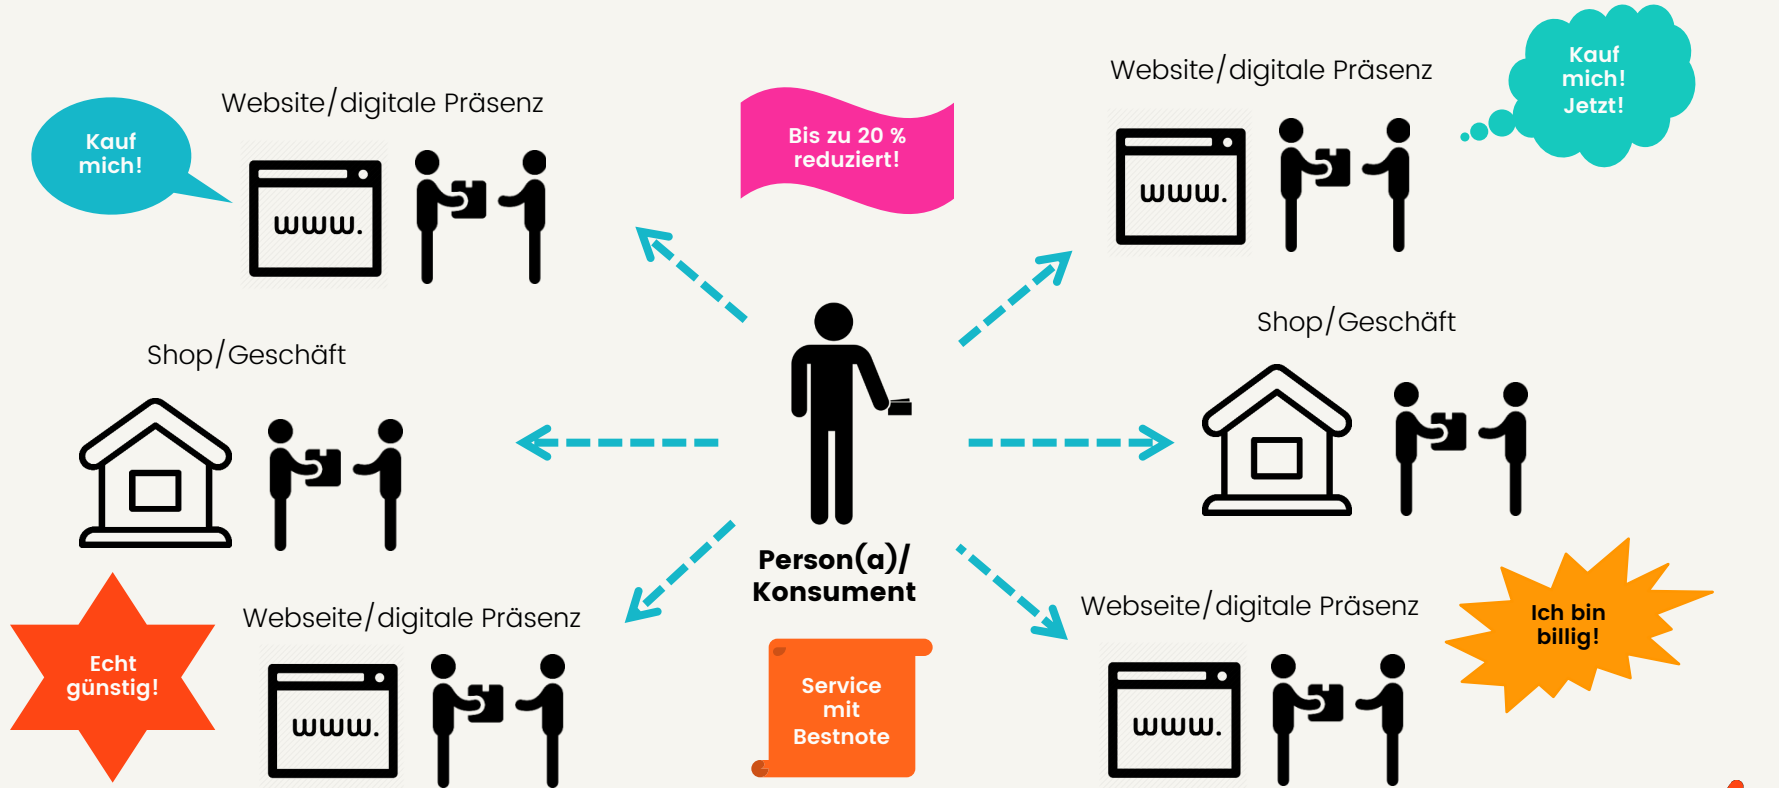 Website/digitale Präsenz
Kauf
mich!
www.
Bis zu 20 %
reduziert!
Website/digitale Präsenz
Kauf
mich!
Jetzt!
www.
Shop/Geschäft
Shop/Geschäft
Person(a)/
Konsument
Echt
günstig!
Webseite/digitale Präsenz
www.
Service
mit
Bestnote
Webseite/digitale Präsenz
www.
Ich bin
billig!